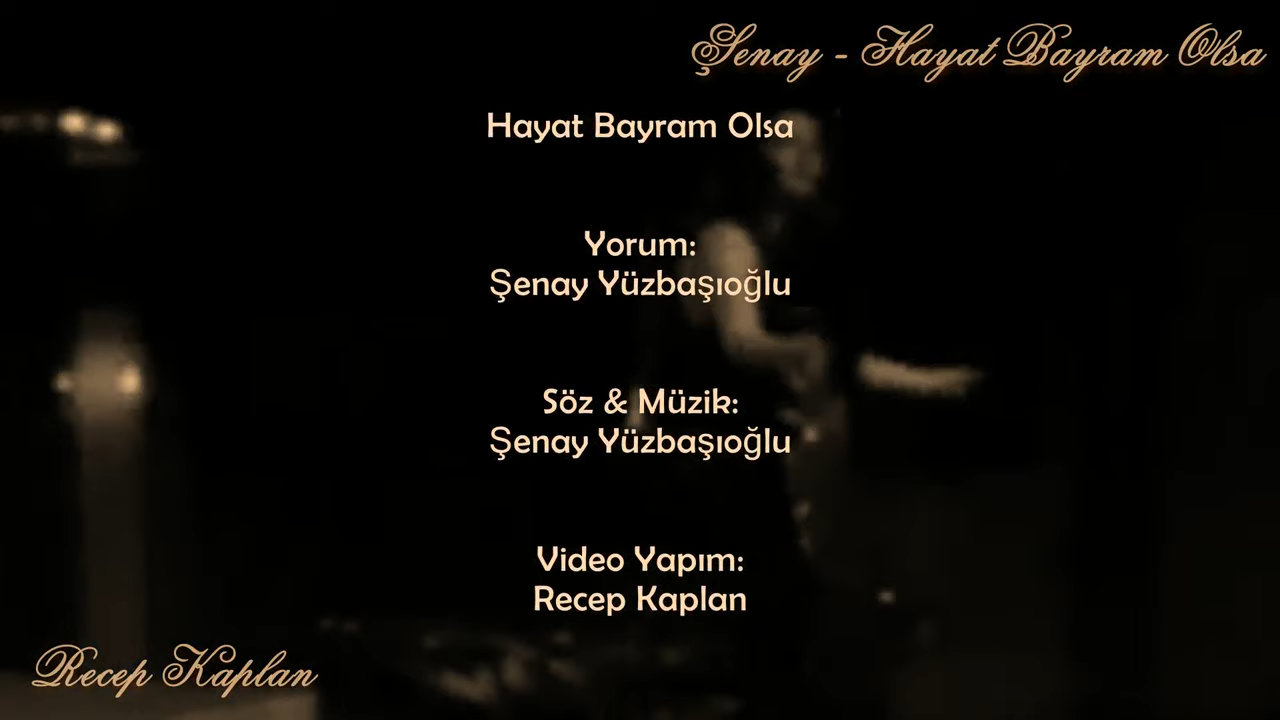 Şenay - Hayat Bayram Olsa
Hayat Bayram Olsa
Yorum:
Şenay Yüzbaşıoğlu
Söz & Müzik:
Şenay Yüzbaşıoğlu
Video Yapım:
Recep Kaplan
Recep Kaplan